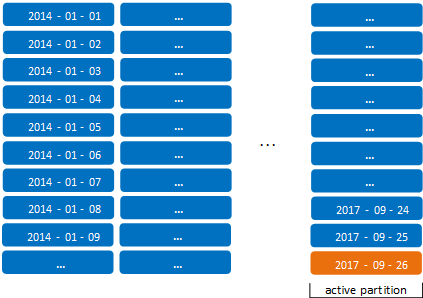 2014 - 01 - 01 ... ...
2014 - 01 - 02 ... ...
2014 - 01 - 03 ... ...
2014 - 01 - 04 ... ...
2014 - 01 - 05 ... ...
2014 - 01 - 06 ... ... ...
2014 - 01 - 07 ... ...
2014 - 01 - 08 ... 2017 - 09 - 24
2014 - 01 - 09 ... 2017 - 09 - 25
... ... 2017 - 09 - 26
active partition